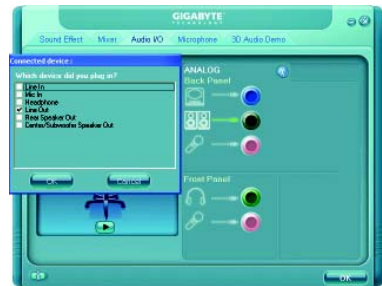 GIGABYTE
TECHNOLOGY
Sound Effect Mixer Audio I/O Microphone 3D Audio Demo
Connected device :
Which device did you plug in?
Line In
Mic In
Headphone
Line Out
Rear Speaker Out
Center/Subwoofer Speaker Out
OK Cancel
ANALOG
Back Panel
Front Panel
OK